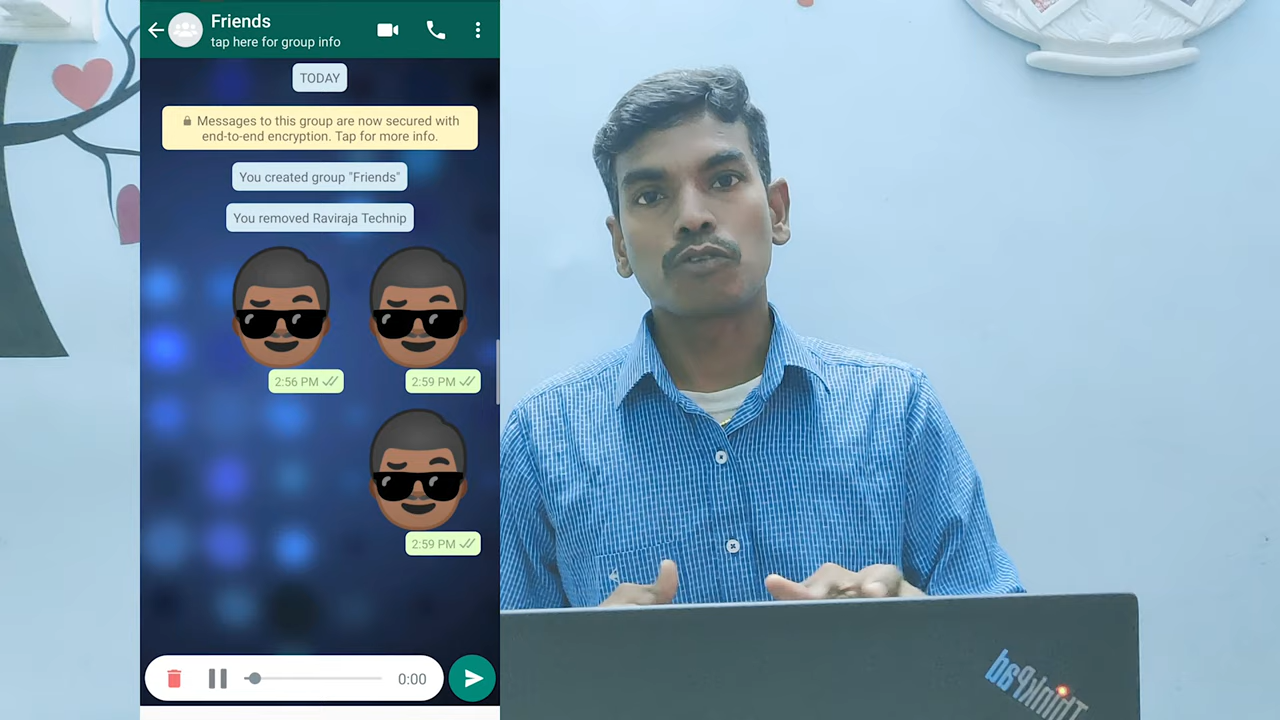 Friends
tap here for group info
TODAY
Messages to this group are now secured with
end-to-end encryption. Tap for more info.
You created group "Friends"
You removed Raviraja Technip
2:56 PM
2:59 PM
2:59 PM
0:00
ThinkPad